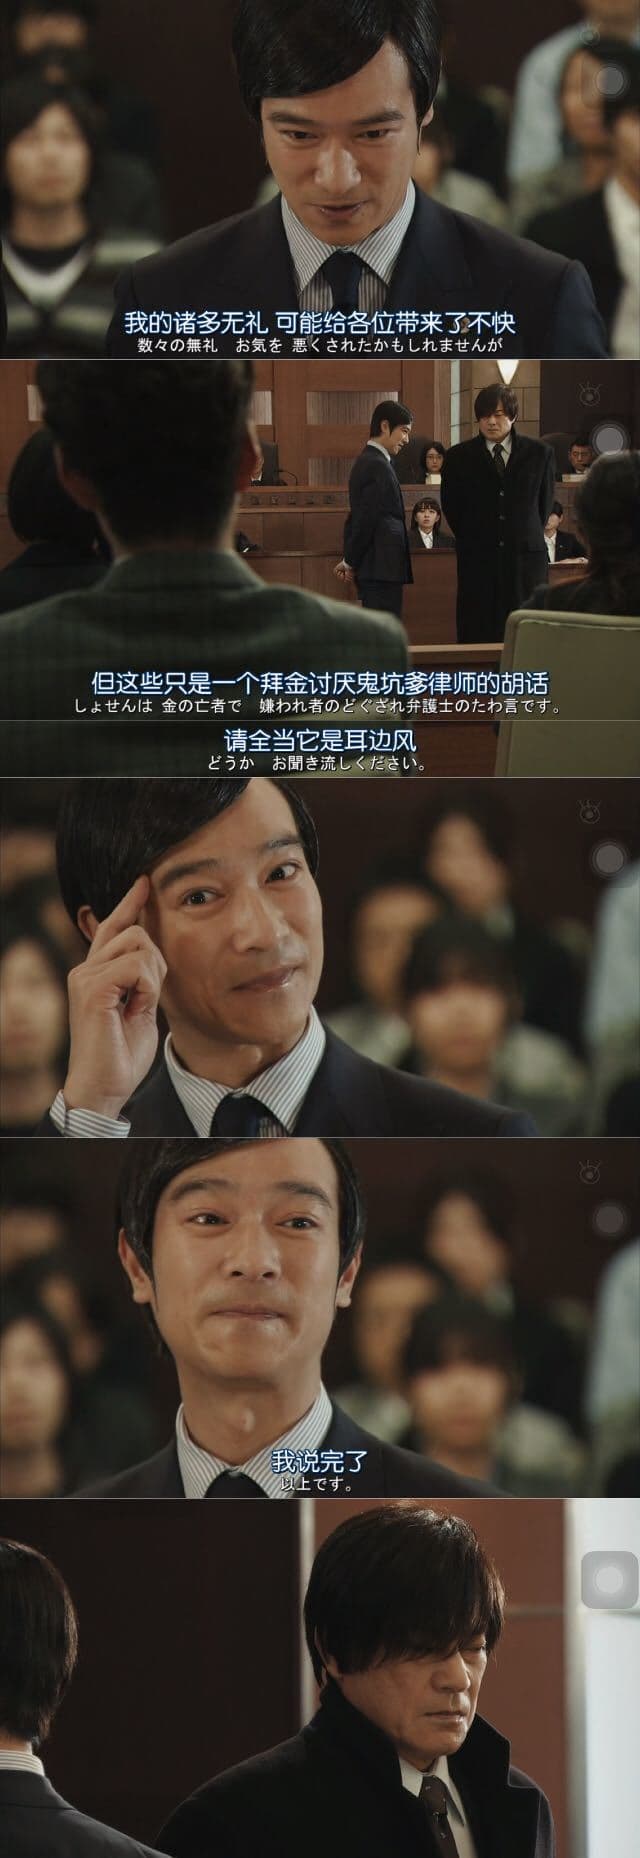 我的诸多无礼 可能给各位带来了不快
数々の無礼 お気を 悪くされたかもしれませんが
但这些只是一个拜金讨厌鬼坑爹律师的胡话
しょせんは 金の亡者で 嫌われ者のどぐされ弁護士のたわ言です。
请全当它是耳边风
どうか お聞き流しください。
我说完了
以上です。